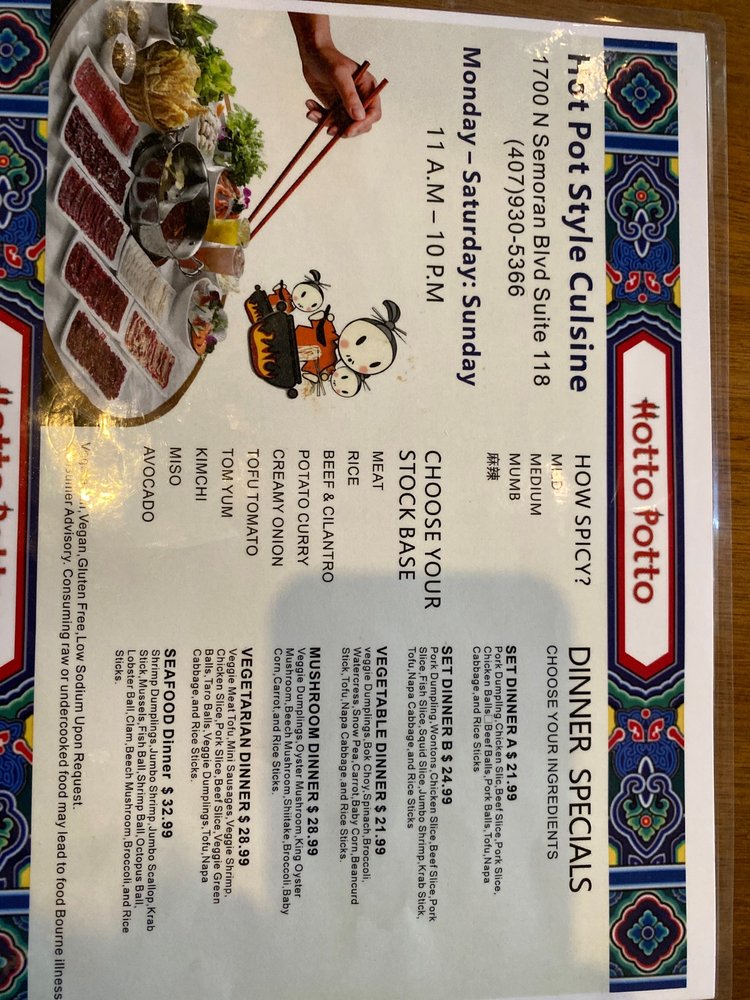 Hotto Potto
Hot Pot Style Cuisine
1700 N Semoran Blvd Suite 118
(407)930-5366
Monday – Saturday: Sunday
11 A.M – 10 P.M
HOW SPICY?
MILD
MEDIUM
MUMB
麻辣
CHOOSE YOUR
STOCK BASE
MEAT
RICE
BEEF & CILANTRO
POTATO CURRY
CREAMY ONION
TOFU TOMATO
TOM YUM
KIMCHI
MISO
AVOCADO
DINNER SPECIALS
CHOOSE YOUR INGREDIENTS
SET DINNER A $ 21.99
Pork Dumpling,Chicken Slic,Beef Slice,Pork Slice,
Chicken Balls Beef Balls,Pork Balls,Tofu,Napa
Cabbage,and Rice Sticks
SET DINNER B $ 24.99
Pork Dumpling,Wontons,Chicken Slice,Beef Slice,Pork
Slice,Fish Slice,Squid Slice,Jumbo Shrimp,Krab Stick,
Tofu,Napa Cabbage,and Rice Sticks
VEGETABLE DINNER $ 21.99
veggie Dumplings,Bok Choy,Spinach,Broccoli,
Watercress,Snow Pea,Carrot,Baby Corn,Beancurd
Stick,Tofu,Napa Cabbage,and Rice Sticks.
MUSHROOM DINNER $ 28.99
Veggie Dumplings,Oyster Mushroom,King Oyster
Mushroom,Beech Mushroom,Shiitake,Broccoli,Baby
Corn,Carrot,and Rice Sticks.
VEGETARIAN DINNER $ 28.99
Veggie Meat Tofu,Mini Sausages,Veggie Shrimp,
Chicken Slice,Pork Slice,Beef Slice,Veggie Green
Balls,Taro Balls,Veggie Dumplings,Tofu,Napa
Cabbage,and Rice Sticks.
SEAFOOD Dinner $ 32.99
Shrimp Dumplings,Jumbo Shrimp,Jumbo Scallop,Krab
Stick,Mussels,Fish Ball,Shrimp Ball,Octopus Ball,
Lobster Ball,Clam,Beech Mushroom,Broccoli,and Rice
Sticks.
Vegan,Gluten Free,Low Sodium Upon Request.
Advisory. Consuming raw or undercooked food may lead to food Bourne illness
Hotto